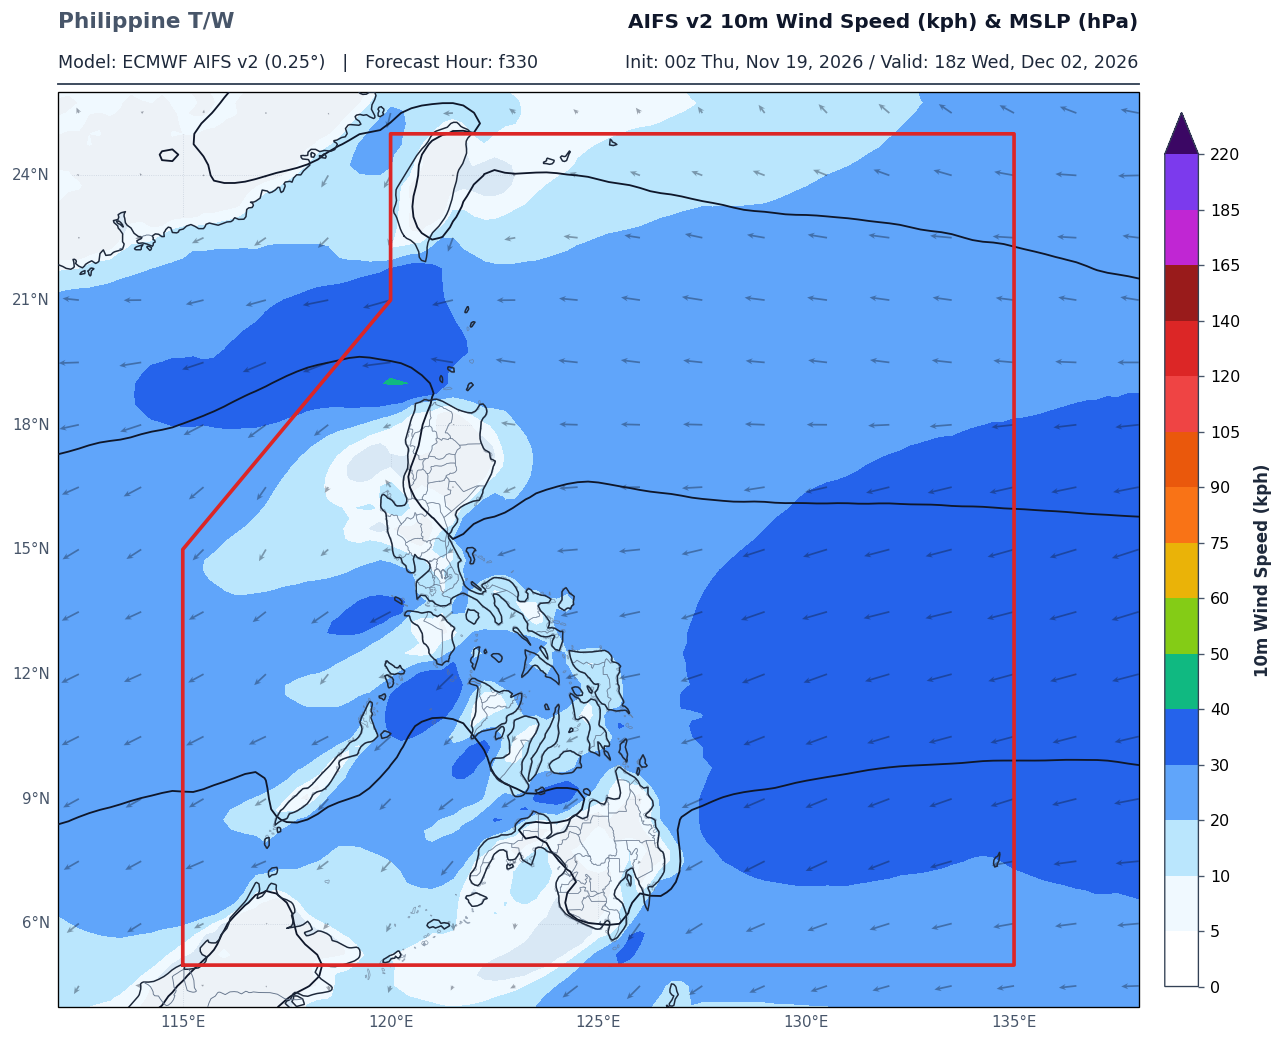 Philippine T/W
AIFS v2 10m Wind Speed (kph) & MSLP (hPa)
Model: ECMWF AIFS v2 (0.25°) | Forecast Hour: f330
Init: 00z Thu, Nov 19, 2026 / Valid: 18z Wed, Dec 02, 2026
24°N
21°N
18°N
15°N
12°N
9°N
6°N
115°E
120°E
125°E
130°E
135°E
220
185
165
140
120
105
90
75
60
50
40
30
20
10
5
0
10m Wind Speed (kph)